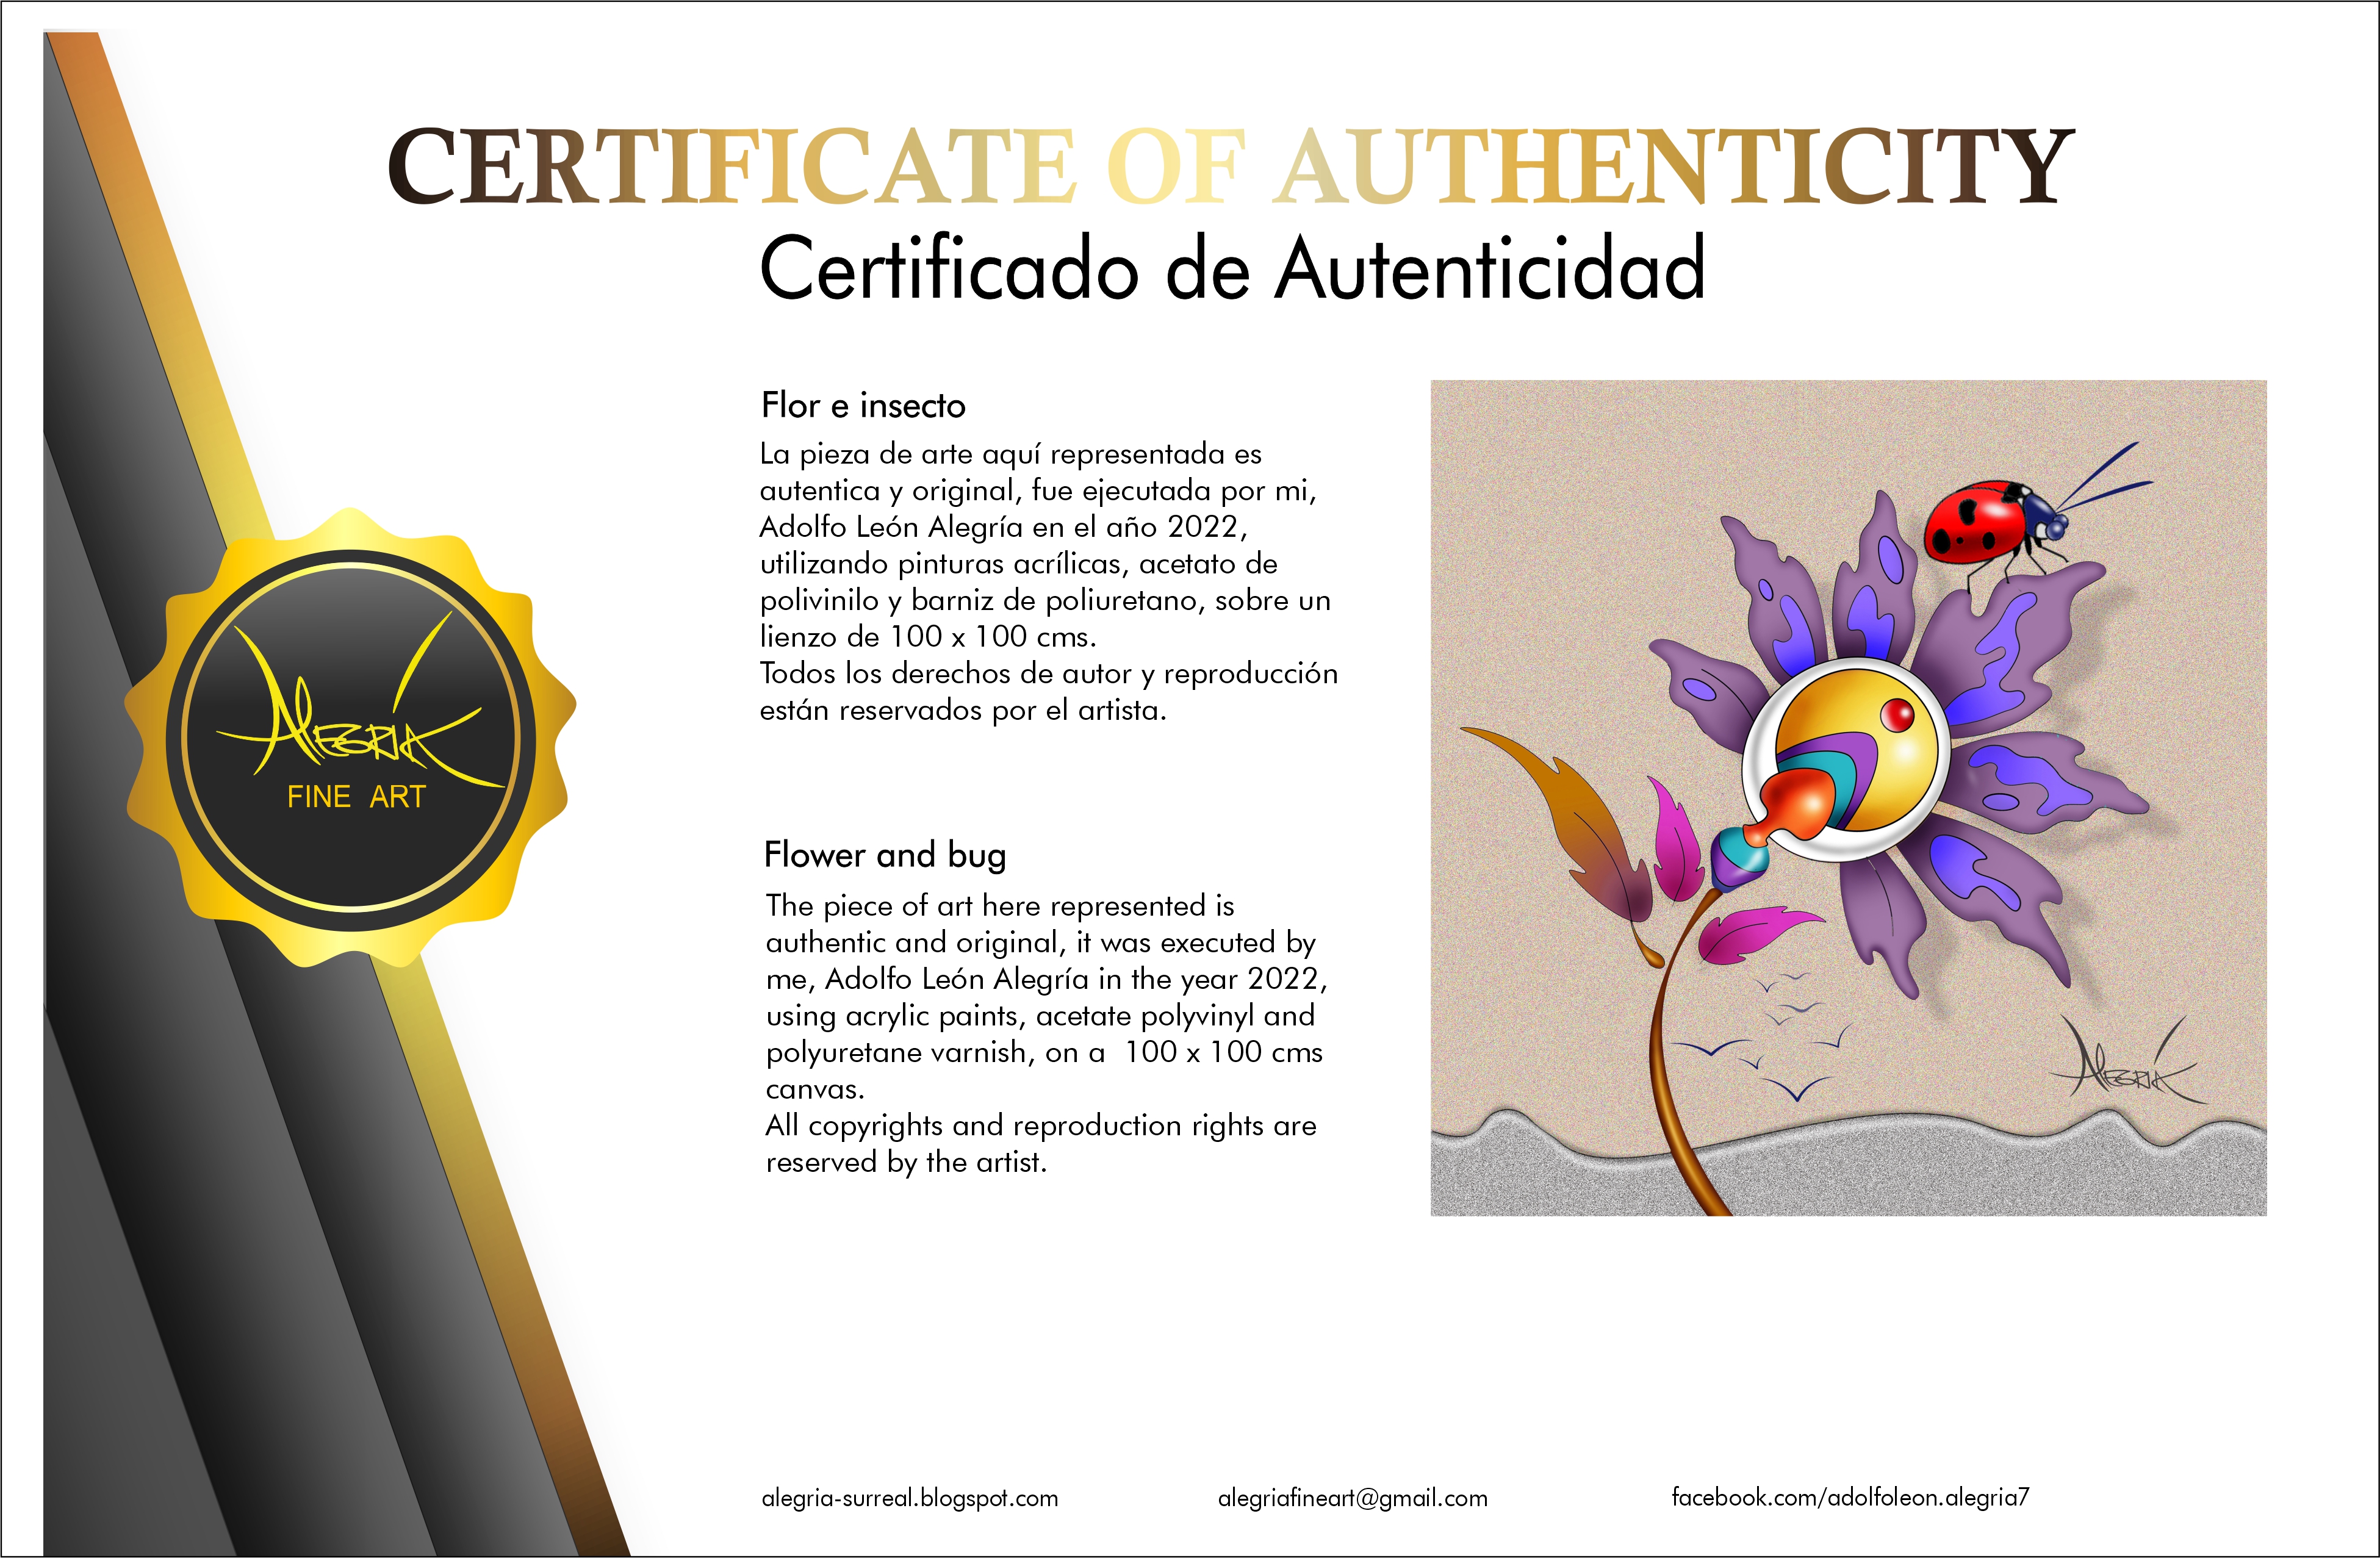 CERTIFICATE OF AUTHENTICITY
Certificado de Autenticidad
Flor e insecto
La pieza de arte aquí representada es
autentica y original, fue ejecutada por mi,
Adolfo León Alegría en el año 2022,
utilizando pinturas acrílicas, acetato de
polivinilo y barniz de poliuretano, sobre un
lienzo de 100 x 100 cms.
Todos los derechos de autor y reproducción
están reservados por el artista.
Alegria
FINE ART
Flower and bug
The piece of art here represented is
authentic and original, it was executed by
me, Adolfo León Alegría in the year 2022,
using acrylic paints, acetate polyvinyl and
polyuretane varnish, on a  100 x 100 cms
canvas.
All copyrights and reproduction rights are
reserved by the artist.
Alegria
alegria-surreal.blogspot.com
alegriafineart@gmail.com
facebook.com/adolfoleon.alegria7